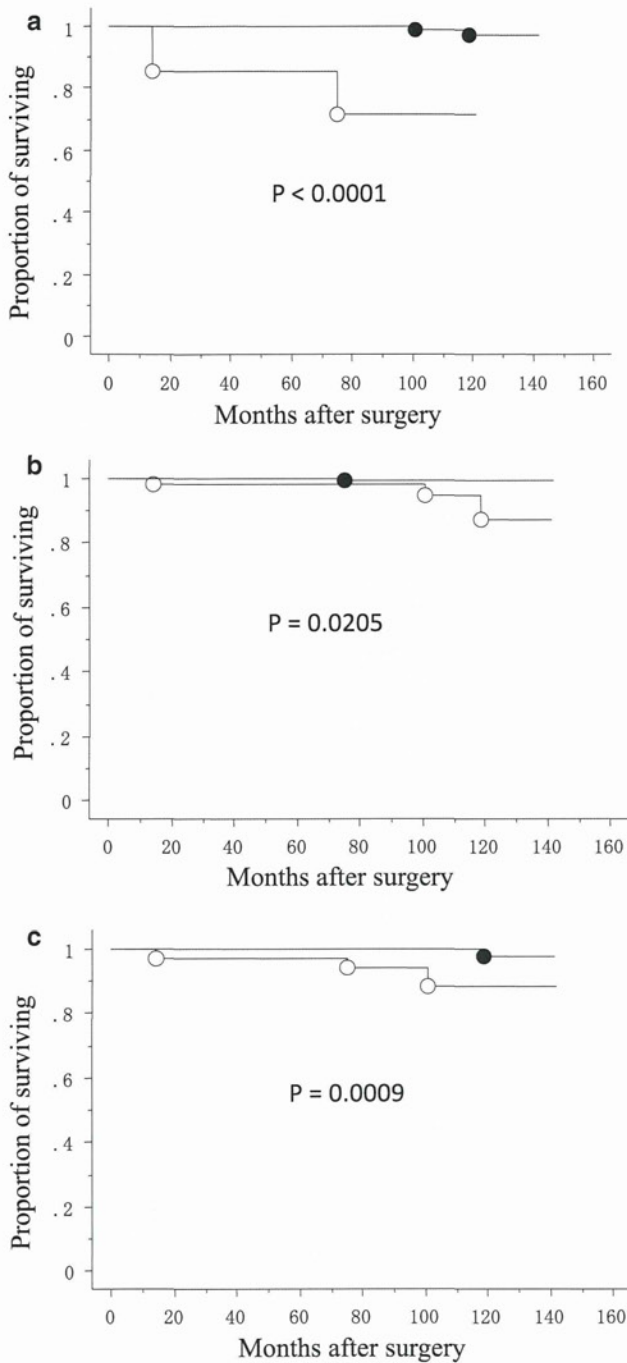 a
1
.8
.6
.4
.2
0
Proportion of surviving
P < 0.0001
0 20 40 60 80 100 120 140 160
Months after surgery
b
1
.8
.6
.4
.2
0
Proportion of surviving
P = 0.0205
0 20 40 60 80 100 120 140 160
Months after surgery
c
1
.8
.6
.4
.2
0
Proportion of surviving
P = 0.0009
0 20 40 60 80 100 120 140 160
Months after surgery